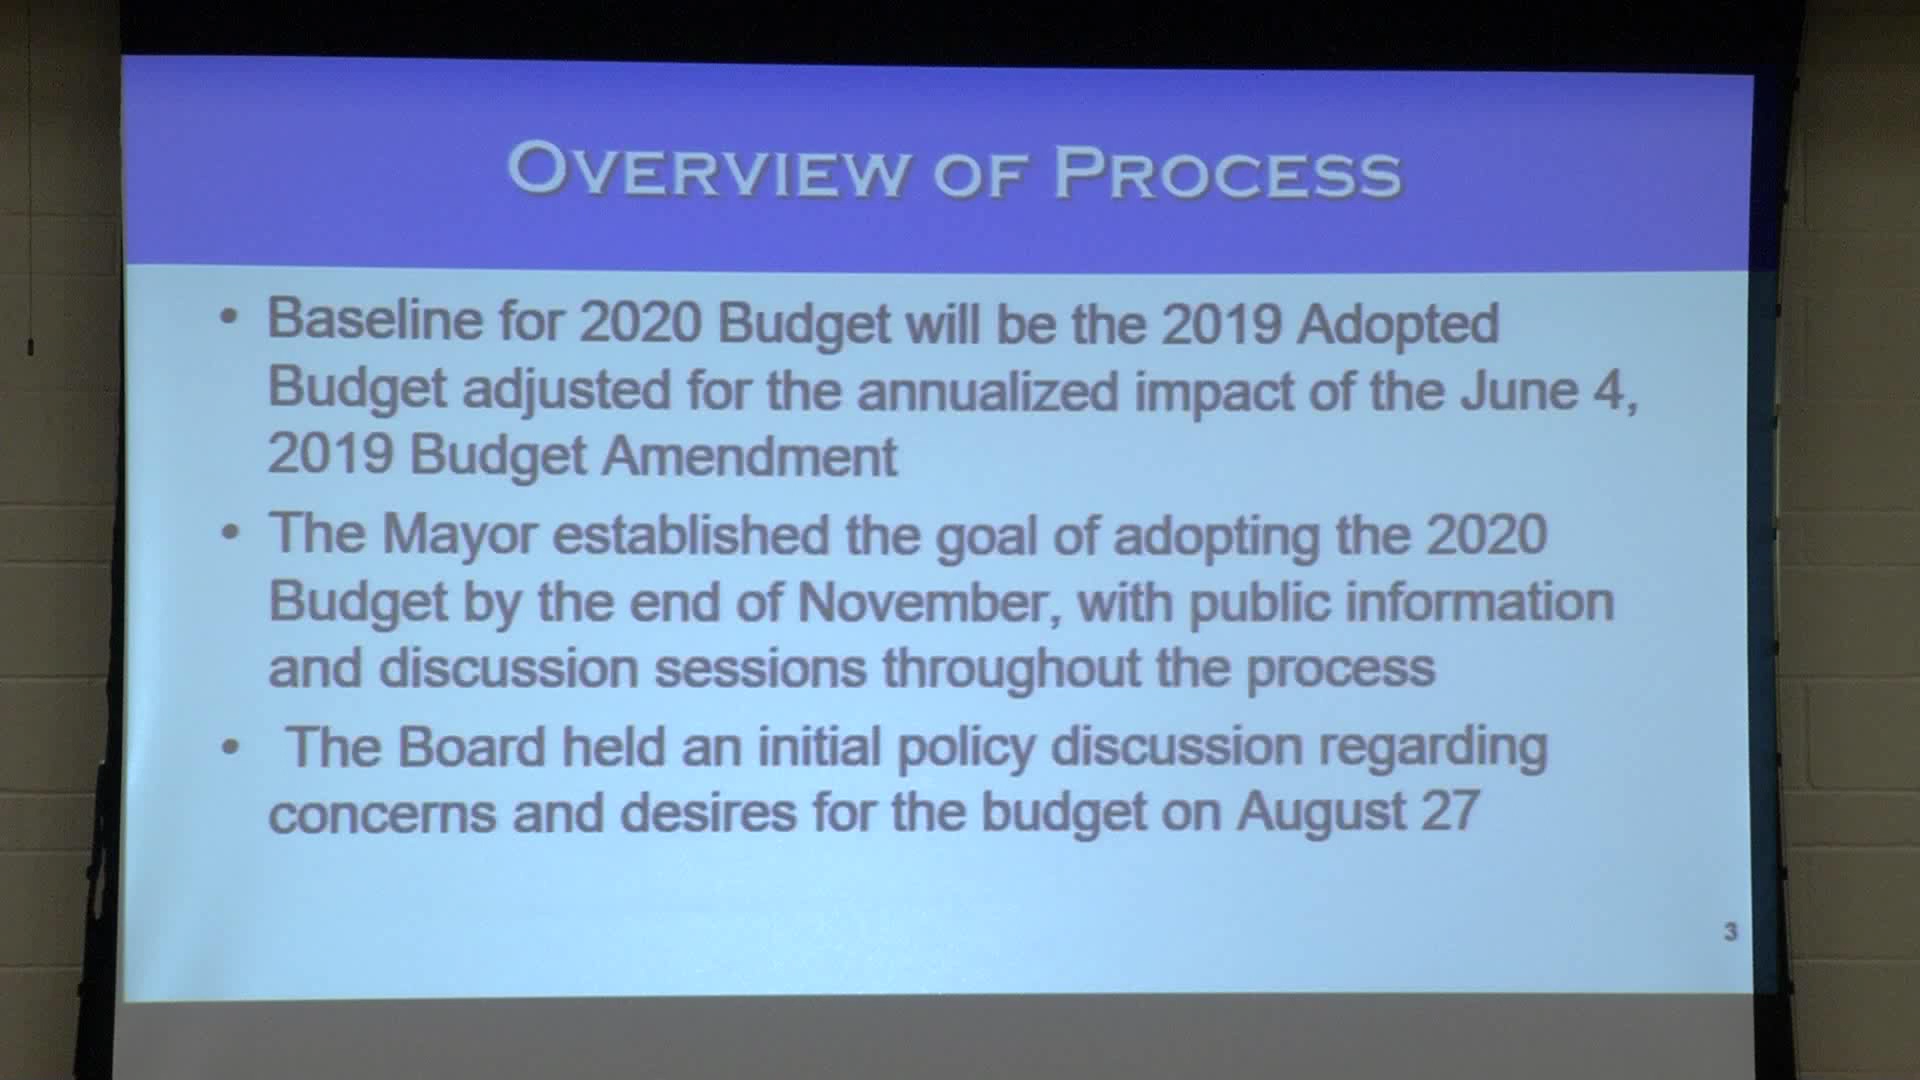 OVERVIEW OF PROCESS
• Baseline for 2020 Budget will be the 2019 Adopted
Budget adjusted for the annualized impact of the June 4,
2019 Budget Amendment
• The Mayor established the goal of adopting the 2020
Budget by the end of November, with public information
and discussion sessions throughout the process
• The Board held an initial policy discussion regarding
concerns and desires for the budget on August 27
3